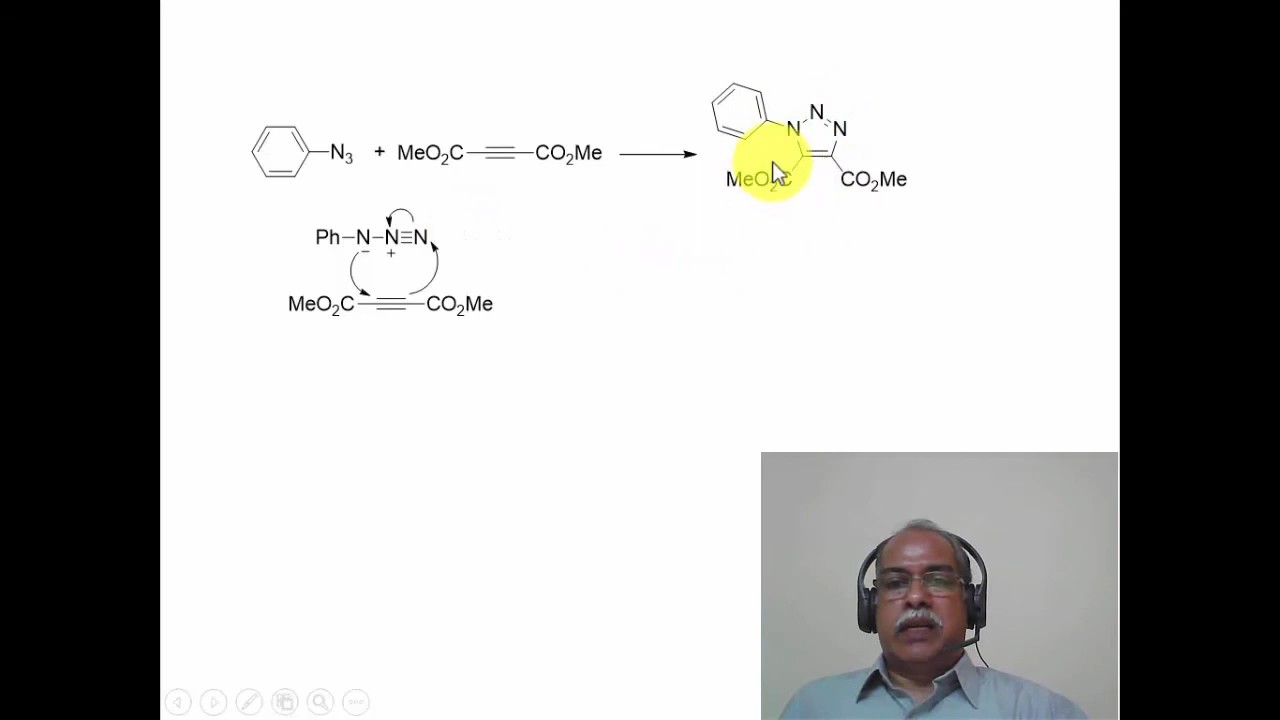 N
N N
N₃ + MeO₂C CO₂Me
MeO₂C CO₂Me
Ph N N N
− +
MeO₂C CO₂Me